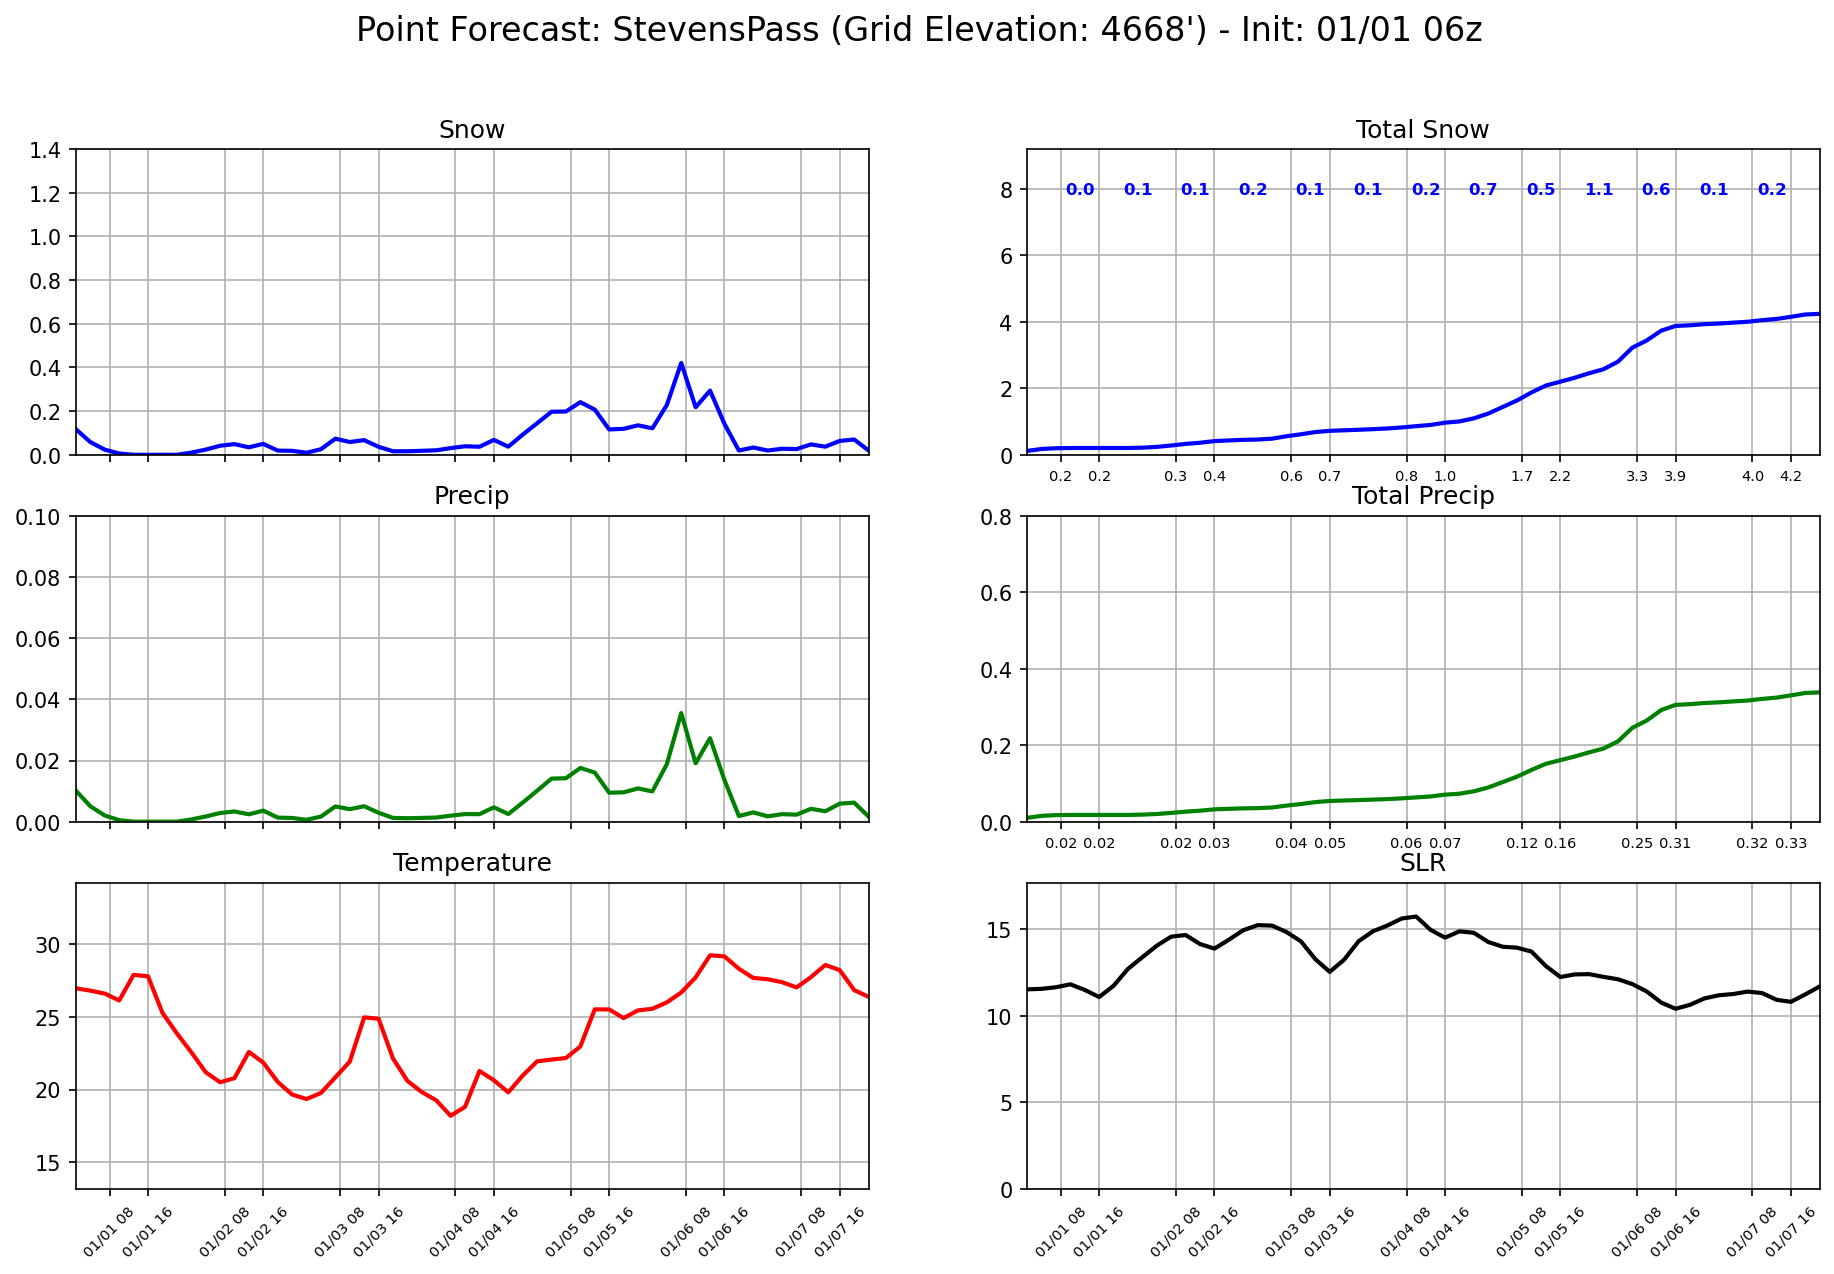 Point Forecast: StevensPass (Grid Elevation: 4668') - Init: 01/01 06z
Snow
1.4
1.2
1.0
0.8
0.6
0.4
0.2
0.0
Total Snow
8
6
4
2
0
0.0 0.1 0.1 0.2 0.1 0.1 0.2 0.7 0.5 1.1 0.6 0.1 0.2
0.2 0.2 0.3 0.4 0.6 0.7 0.8 1.0 1.7 2.2 3.3 3.9 4.0 4.2
Precip
0.10
0.08
0.06
0.04
0.02
0.00
Total Precip
0.8
0.6
0.4
0.2
0.0
0.02 0.02 0.02 0.03 0.04 0.05 0.06 0.07 0.12 0.16 0.25 0.31 0.32 0.33
Temperature
30
25
20
15
01/01 08 01/01 16 01/02 08 01/02 16 01/03 08 01/03 16 01/04 08 01/04 16 01/05 08 01/05 16 01/06 08 01/06 16 01/07 08 01/07 16
SLR
15
10
5
0
01/01 08 01/01 16 01/02 08 01/02 16 01/03 08 01/03 16 01/04 08 01/04 16 01/05 08 01/05 16 01/06 08 01/06 16 01/07 08 01/07 16